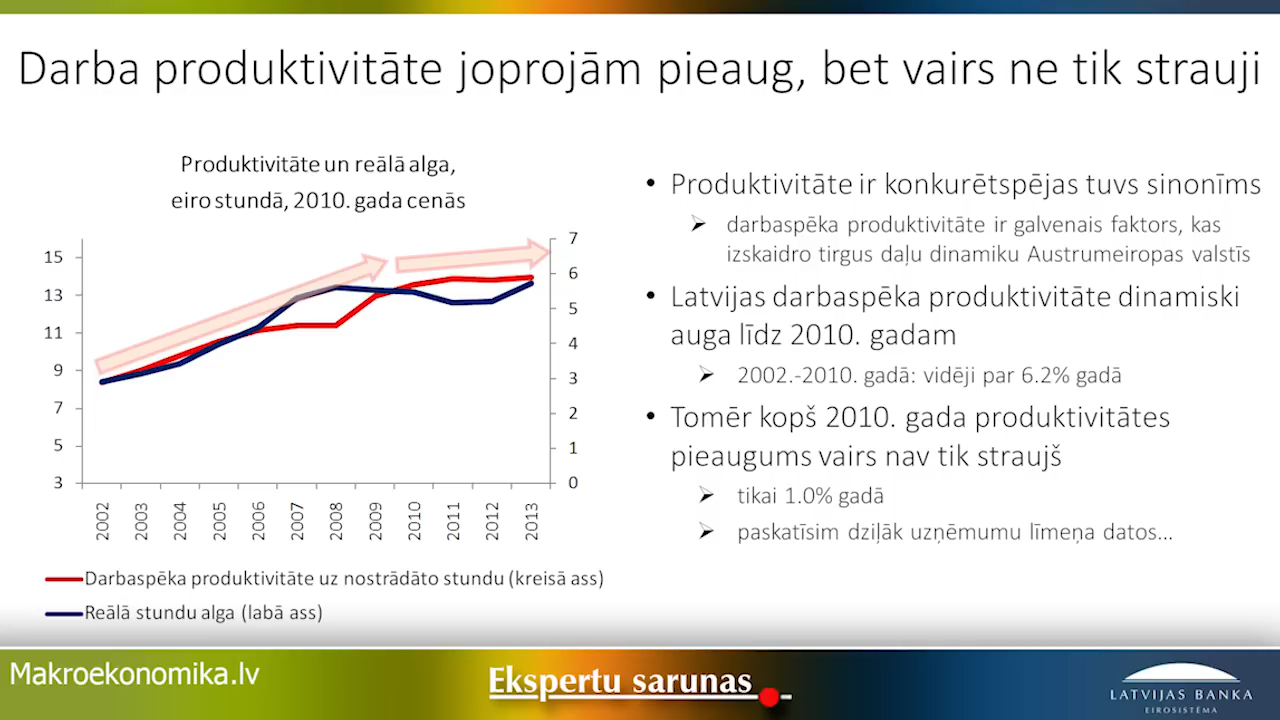 Darba produktivitāte joprojām pieaug, bet vairs ne tik strauji
Produktivitāte un reālā alga,
eiro stundā, 2010. gada cenās
15
13
11
9
7
5
3
7
6
5
4
3
2
1
0
2002
2003
2004
2005
2006
2007
2008
2009
2010
2011
2012
2013
Darbaspēka produktivitāte uz nostrādāto stundu (kreisā ass)
Reālā stundu alga (labā ass)
• Produktivitāte ir konkurētspējas tuvs sinonīms
➢ darbaspēka produktivitāte ir galvenais faktors, kas
izskaidro tirgus daļu dinamiku Austrumeiropas valstīs
• Latvijas darbaspēka produktivitāte dinamiski
auga līdz 2010. gadam
➢ 2002.-2010. gadā: vidēji par 6.2% gadā
• Tomēr kopš 2010. gada produktivitātes
pieaugums vairs nav tik straujš
➢ tikai 1.0% gadā
➢ paskatīsim dziļāk uzņēmumu līmeņa datos...
Makroekonomika.lv
Ekspertu sarunas
LATVIJAS BANKA
EIROSISTĒMA